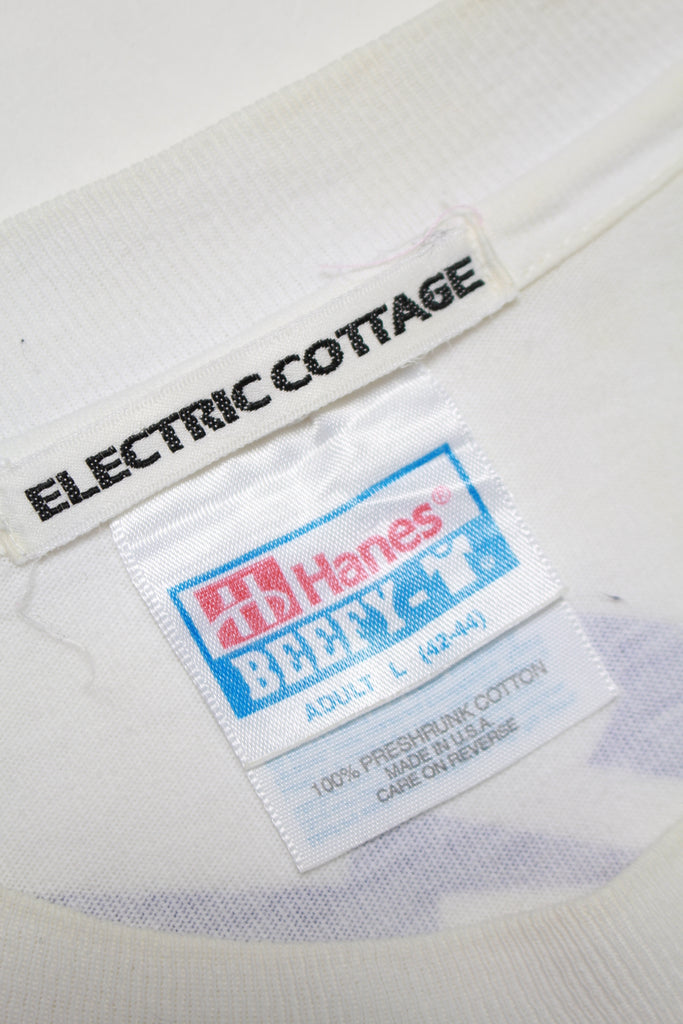 ELECTRIC COTTAGE
Hanes®
BEEFY-T®
ADULT L (42-44)
100% PRESHRUNK COTTON
MADE IN U.S.A.
CARE ON REVERSE